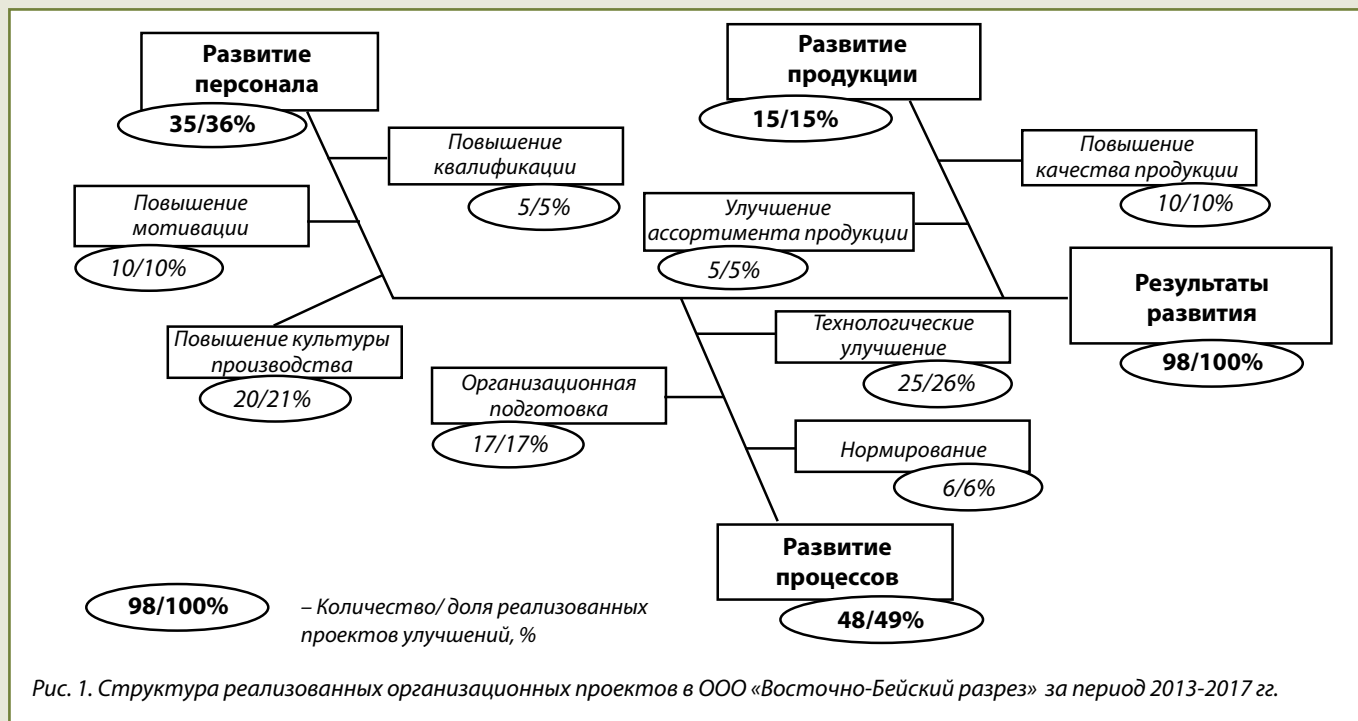 Развитие
персонала
35/36%
Повышение
квалификации
5/5%
Повышение
мотивации
10/10%
Повышение культуры
производства
20/21%
Развитие
продукции
15/15%
Повышение
качества продукции
10/10%
Улучшение
ассортимента продукции
5/5%
Результаты
развития
98/100%
Технологические
улучшение
25/26%
Организационная
подготовка
17/17%
Нормирование
6/6%
Развитие
процессов
48/49%
98/100%
– Количество/ доля реализованных
проектов улучшений, %
Рис. 1. Структура реализованных организационных проектов в ООО «Восточно-Бейский разрез» за период 2013-2017 гг.